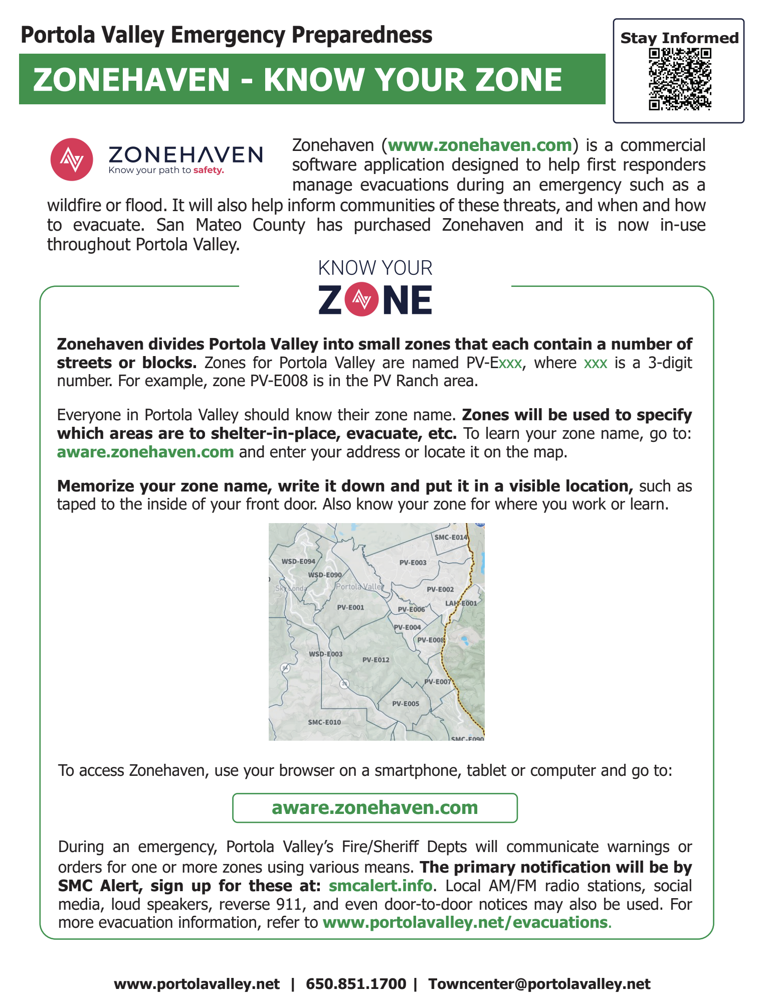 Portola Valley Emergency Preparedness
Stay Informed
ZONEHAVEN - KNOW YOUR ZONE
ZONEHAVEN
Know your path to safety.
Zonehaven (www.zonehaven.com) is a commercial
software application designed to help first responders
manage evacuations during an emergency such as a
wildfire or flood. It will also help inform communities of these threats, and when and how
to evacuate. San Mateo County has purchased Zonehaven and it is now in-use
throughout Portola Valley.
KNOW YOUR
ZONE
Zonehaven divides Portola Valley into small zones that each contain a number of
streets or blocks. Zones for Portola Valley are named PV-Exxx, where xxx is a 3-digit
number. For example, zone PV-E008 is in the PV Ranch area.
Everyone in Portola Valley should know their zone name. Zones will be used to specify
which areas are to shelter-in-place, evacuate, etc. To learn your zone name, go to:
aware.zonehaven.com and enter your address or locate it on the map.
Memorize your zone name, write it down and put it in a visible location, such as
taped to the inside of your front door. Also know your zone for where you work or learn.
SMC-E014
WSD-E094
PV-E003
WSD-E090
Sky Londa
Portola Valley
PV-E002
LAH-E001
PV-E001
PV-E006
PV-E004
PV-E008
WSD-E003
PV-E012
84
35
PV-E007
PV-E005
SMC-E010
SMC-E090
To access Zonehaven, use your browser on a smartphone, tablet or computer and go to:
aware.zonehaven.com
During an emergency, Portola Valley’s Fire/Sheriff Depts will communicate warnings or
orders for one or more zones using various means. The primary notification will be by
SMC Alert, sign up for these at: smcalert.info. Local AM/FM radio stations, social
media, loud speakers, reverse 911, and even door-to-door notices may also be used. For
more evacuation information, refer to www.portolavalley.net/evacuations.
www.portolavalley.net | 650.851.1700 | Towncenter@portolavalley.net